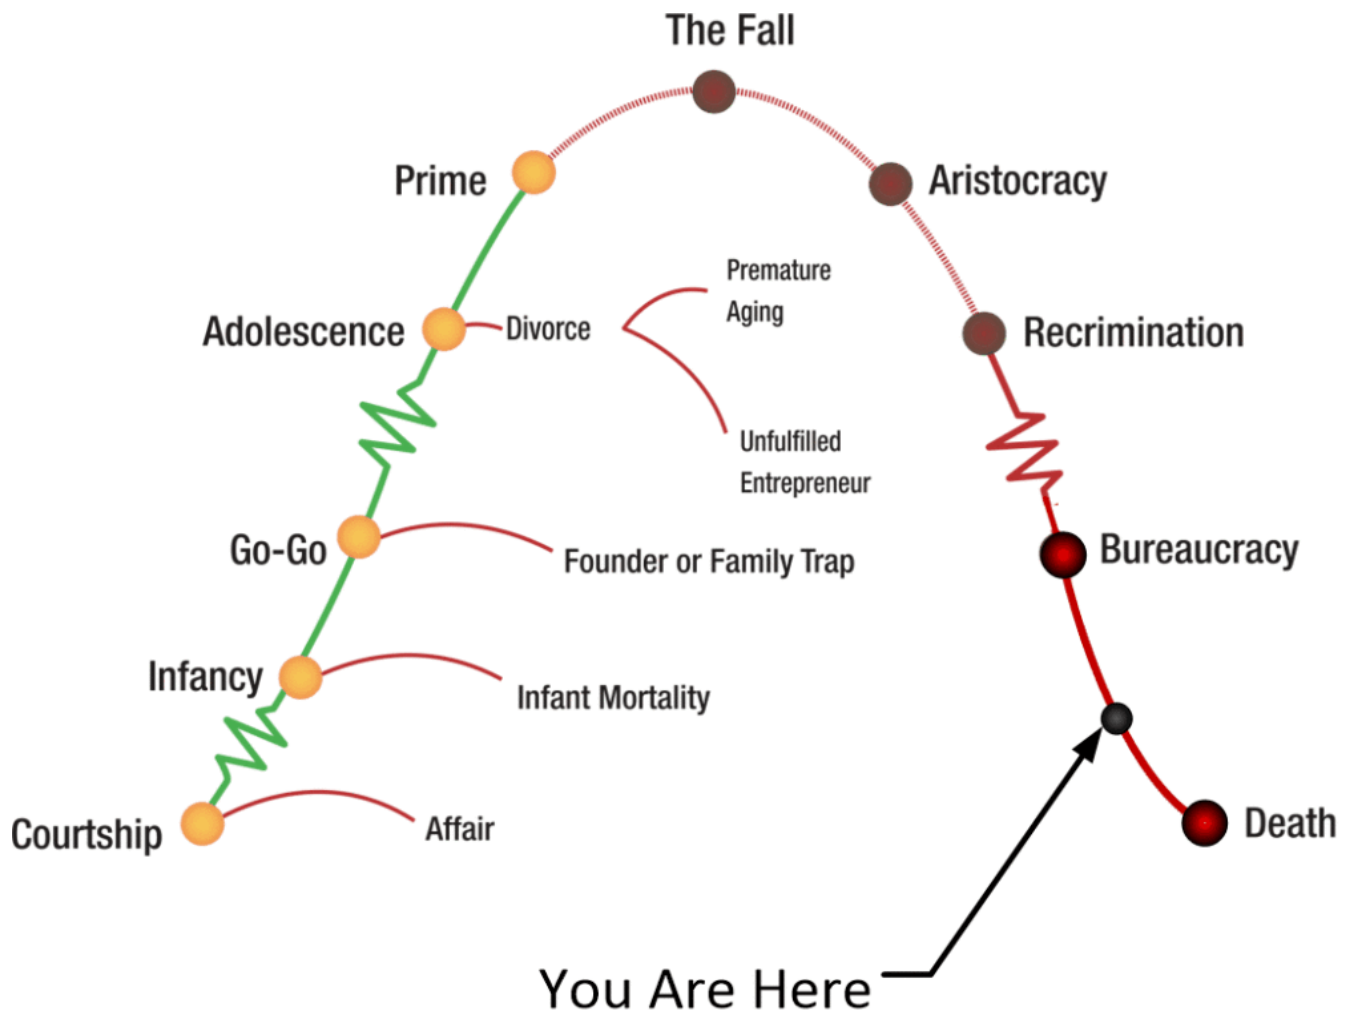 The Fall
Prime
Aristocracy
Premature
Aging
Adolescence
Divorce
Recrimination
Unfulfilled
Entrepreneur
Go-Go
Founder or Family Trap
Bureaucracy
Infancy
Infant Mortality
Courtship
Affair
Death
You Are Here